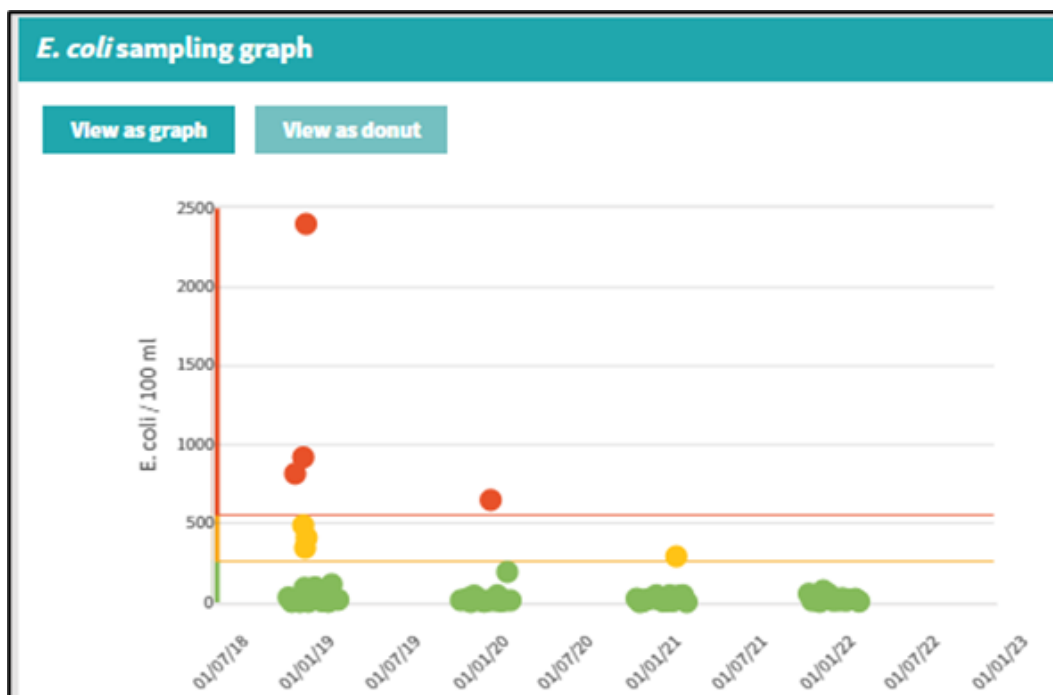 E. coli sampling graph
View as graph View as donut
2500
2000
1500
1000
500
0
E. coli / 100 ml
01/07/18 01/01/19 01/07/19 01/01/20 01/07/20 01/01/21 01/07/21 01/01/22 01/07/22 01/01/23